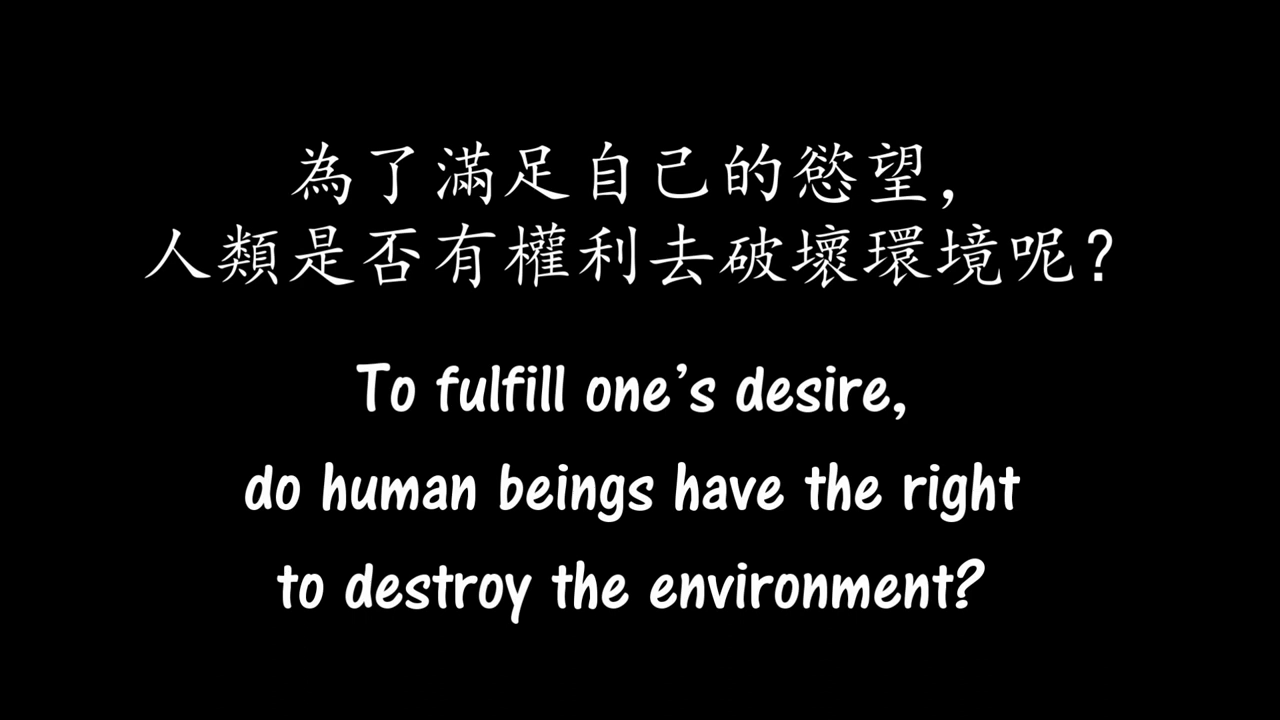 為了滿足自己的慾望,
人類是否有權利去破壞環境呢?
To fulfill one’s desire,
do human beings have the right
to destroy the environment?